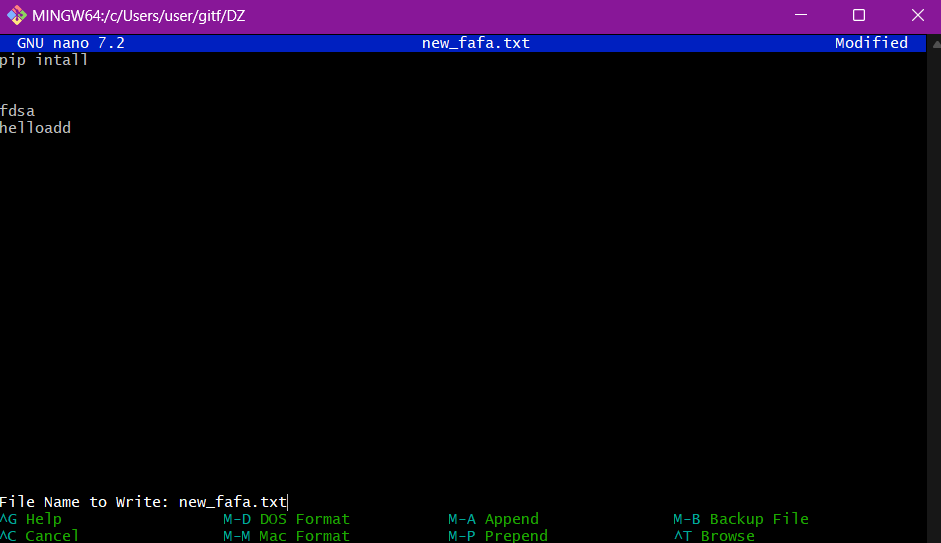 MINGW64:/c/Users/user/gitf/DZ
GNU nano 7.2 new_fafa.txt Modified
pip intall
fdsa
helloadd
File Name to Write: new_fafa.txt
^G Help M-D DOS Format M-A Append M-B Backup File
^C Cancel M-M Mac Format M-P Prepend ^T Browse